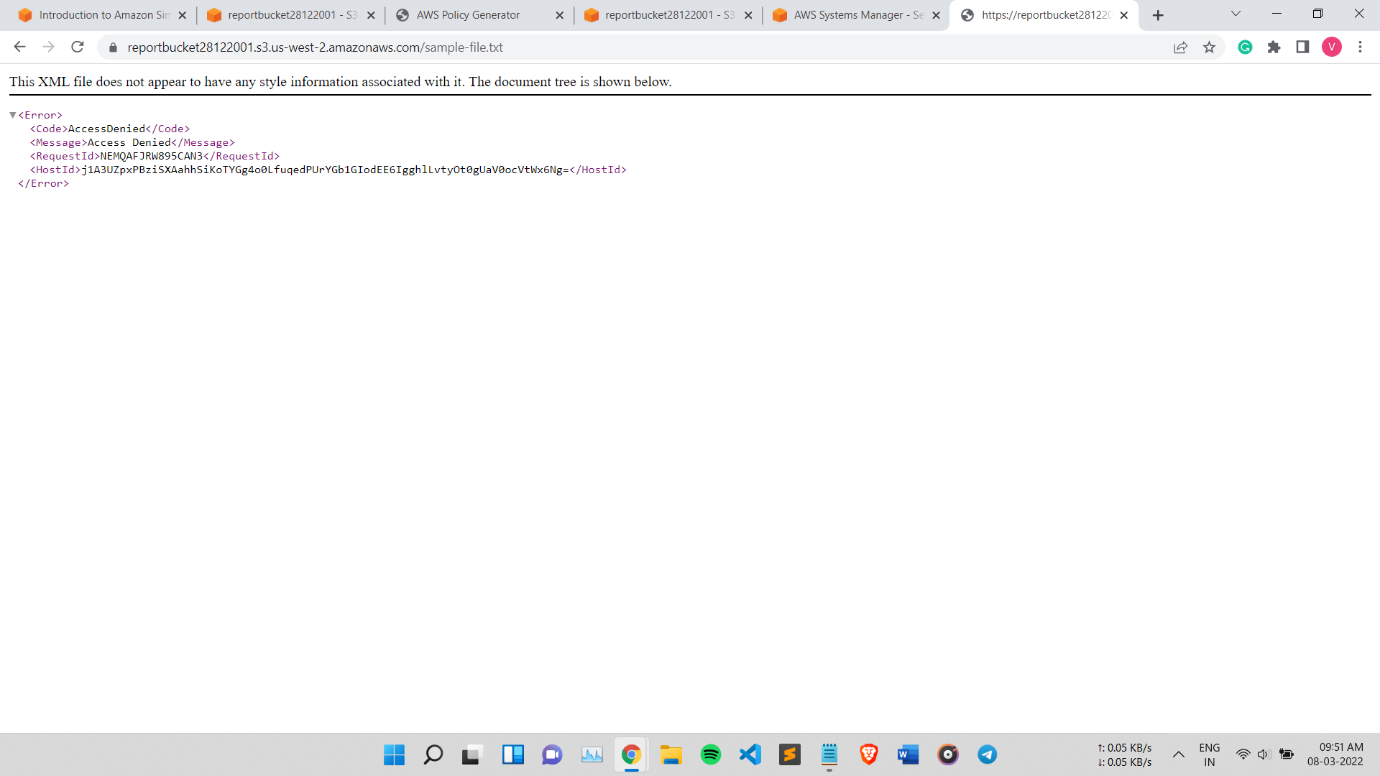 Introduction to Amazon Sim
reportbucket28122001 - S3
AWS Policy Generator
reportbucket28122001 - S3
AWS Systems Manager - Se
https://reportbucket281220
reportbucket28122001.s3.us-west-2.amazonaws.com/sample-file.txt
V
This XML file does not appear to have any style information associated with it. The document tree is shown below.
▼<Error>
<Code>AccessDenied</Code>
<Message>Access Denied</Message>
<RequestId>NEMQAFJRW895CAN3</RequestId>
<HostId>j1A3UZpxPBziSXAahhSiKoTYGg4o0LfuqedPUrYGb1GIodEE6IgghlLvtyOt0gUaV0ocVtWx6Ng=</HostId>
</Error>
↑: 0.05 KB/s
↓: 0.05 KB/s
ENG
IN
09:51 AM
08-03-2022